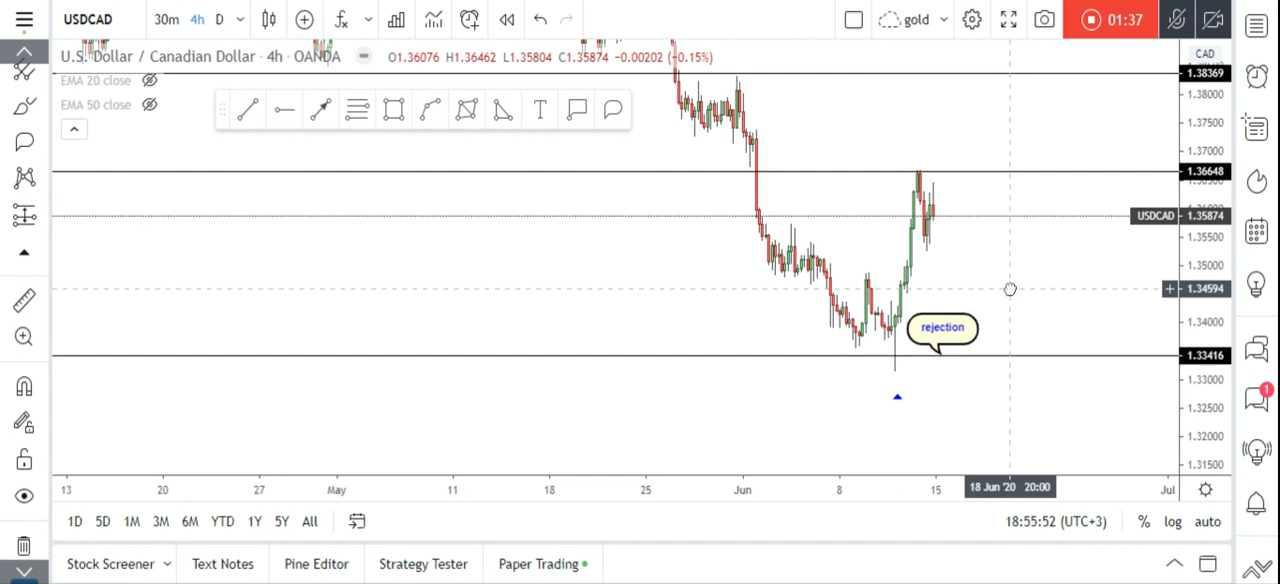 USDCAD 30m 4h D gold 01:37
U.S. Dollar / Canadian Dollar · 4h · OANDA O1.36076 H1.36462 L1.35804 C1.35874 −0.00202 (−0.15%)
CAD
EMA 20 close
EMA 50 close
T
1.38369
1.38000
1.37500
1.37000
1.36648
USDCAD 1.35874
1.35500
1.35000
1.34594
1.34000
rejection
1.33416
1.33000
1.32500
1.32000
1.31500
13 20 27 May 11 18 25 Jun 8 15 18 Jun '20 20:00 Jul
1D 5D 1M 3M 6M YTD 1Y 5Y All 18:55:52 (UTC+3) % log auto
Stock Screener Text Notes Pine Editor Strategy Tester Paper Trading
1